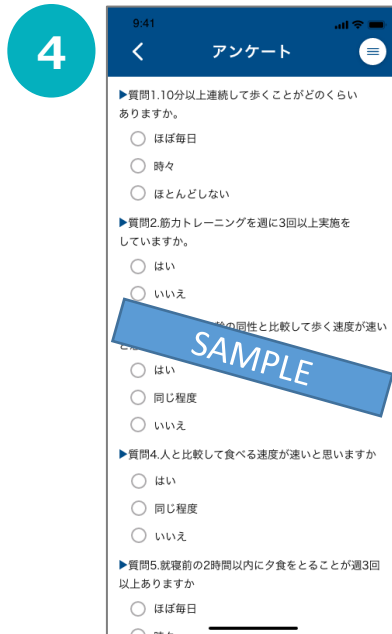 4
9:41
アンケート
▶質問1.10分以上連続して歩くことがどのくらい
ありますか。
ほぼ毎日
時々
ほとんどしない
▶質問2.筋力トレーニングを週に3回以上実施を
していますか。
はい
いいえ
の同性と比較して歩く速度が速い
SAMPLE
はい
同じ程度
いいえ
▶質問4.人と比較して食べる速度が速いと思いますか
はい
同じ程度
いいえ
▶質問5.就寝前の2時間以内に夕食をとることが週3回
以上ありますか
ほぼ毎日